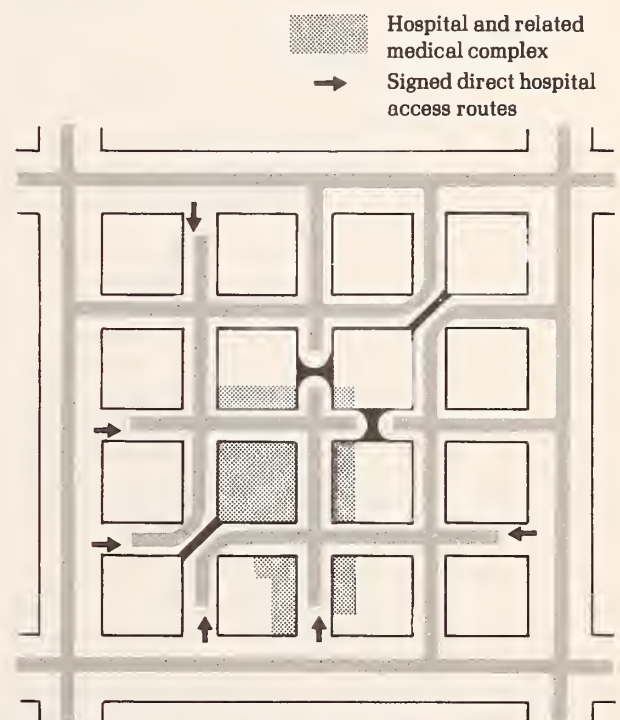 Hospital and related
medical complex
Signed direct hospital
access routes